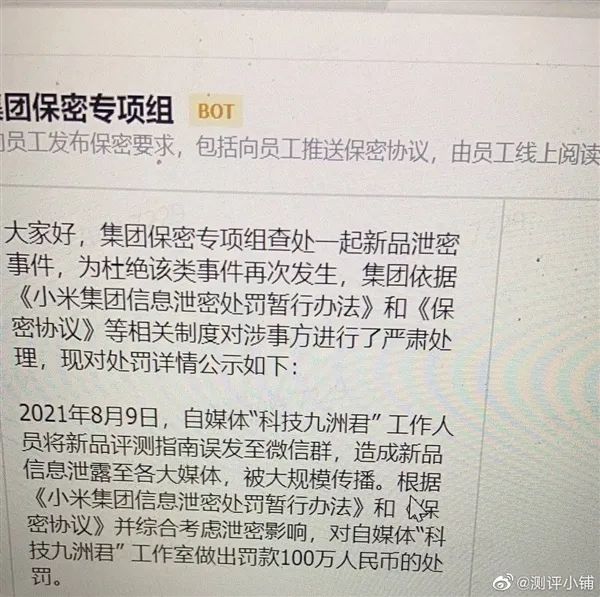 集团保密专项组 BOT
向员工发布保密要求，包括向员工推送保密协议，由员工线上阅读
大家好，集团保密专项组查处一起新品泄密
事件，为杜绝该类事件再次发生，集团依据
《小米集团信息泄密处罚暂行办法》和《保
密协议》等相关制度对涉事方进行了严肃处
理，现对处罚详情公示如下：
2021年8月9日，自媒体“科技九洲君” 工作人
员将新品评测指南误发至微信群，造成新品
信息泄露至各大媒体，被大规模传播。根据
《小米集团信息泄密处罚暂行办法》和《保
密协议》并综合考虑泄密影响，对自媒体“科
技九洲君” 工作室做出罚款100万人民币的处
罚。
@测评小铺